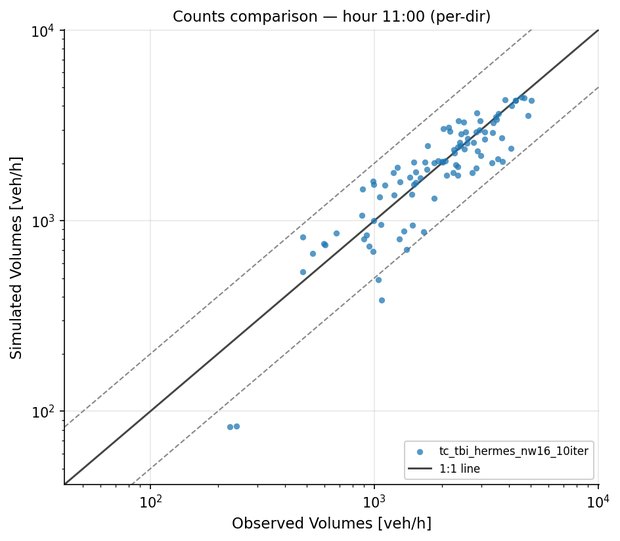 Counts comparison — hour 11:00 (per-dir)
Simulated Volumes [veh/h]
10⁴
10³
10²
10²
10³
10⁴
Observed Volumes [veh/h]
tc_tbi_hermes_nw16_10iter
1:1 line